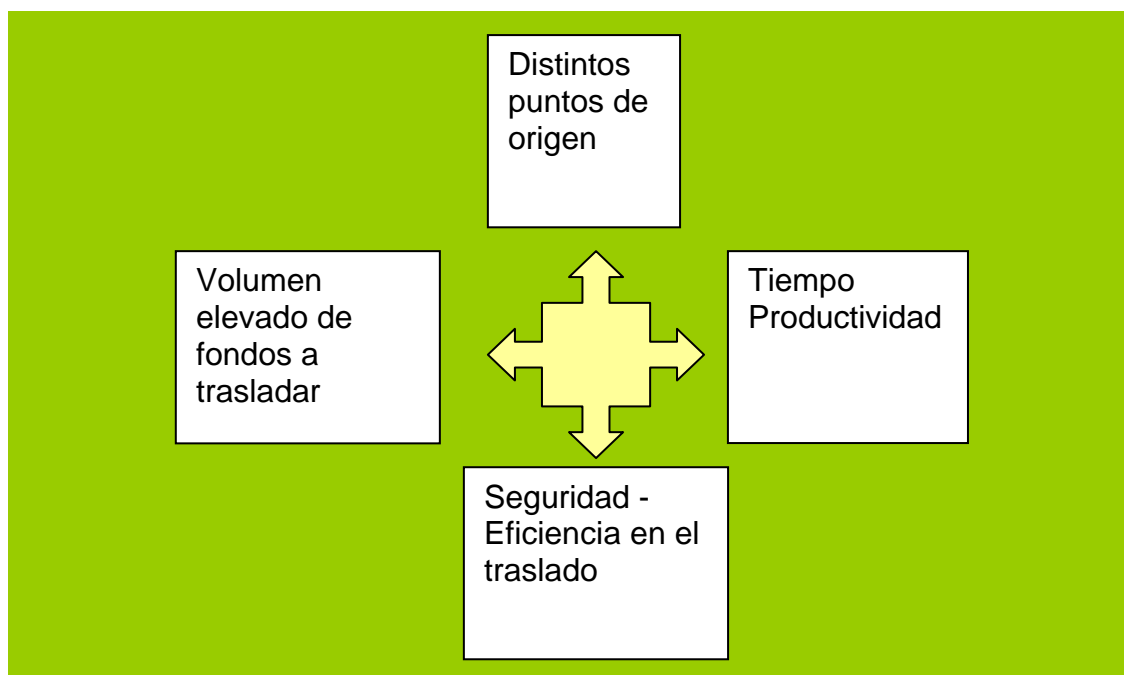 Distintos
puntos de
origen
Volumen
elevado de
fondos a
trasladar
Tiempo
Productividad
Seguridad -
Eficiencia en el
traslado